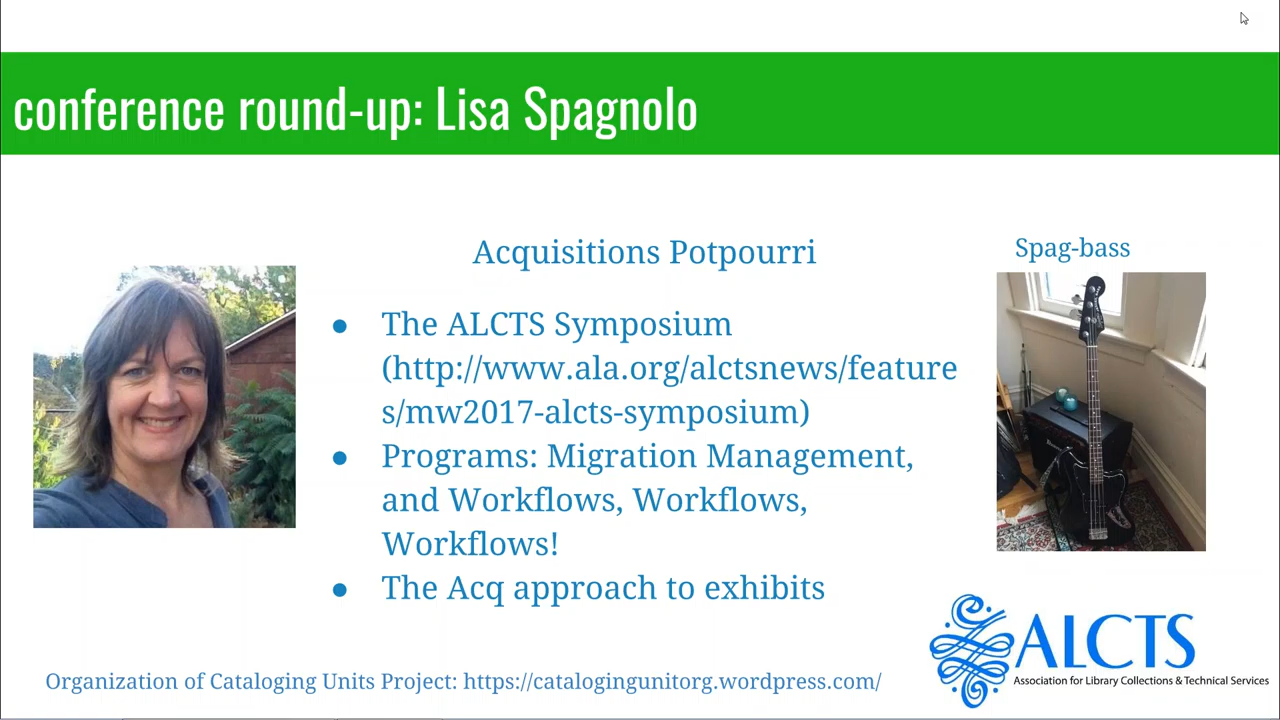 conference round-up: Lisa Spagnolo
Acquisitions Potpourri
Spag-bass
● The ALCTS Symposium
(http://www.ala.org/alctsnews/feature
s/mw2017-alcts-symposium)
● Programs: Migration Management,
and Workflows, Workflows,
Workflows!
● The Acq approach to exhibits
ALCTS
Association for Library Collections & Technical Services
Organization of Cataloging Units Project: https://catalogingunitorg.wordpress.com/